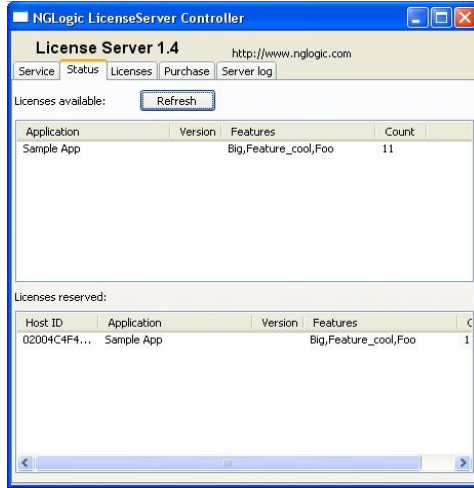 NGLogic LicenseServer Controller
License Server 1.4 http://www.nglogic.com
Service Status Licenses Purchase Server log
Licenses available: Refresh
Application Version Features Count
Sample App Big,Feature_cool,Foo 11
Licenses reserved:
Host ID Application Version Features C
02004C4F4... Sample App Big,Feature_cool,Foo 1